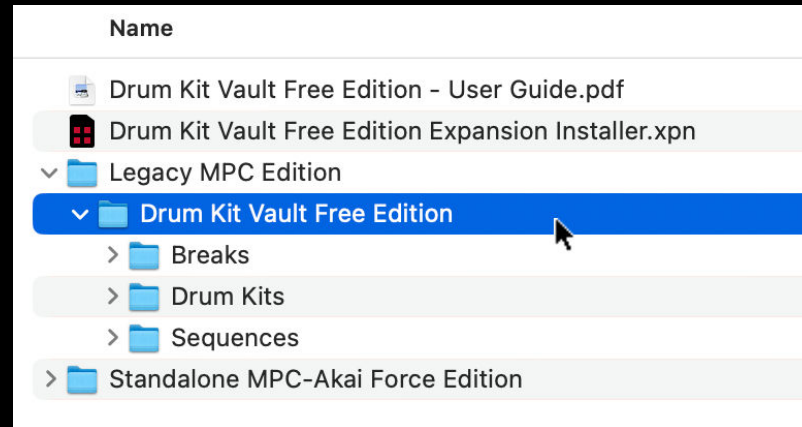 Name
Drum Kit Vault Free Edition - User Guide.pdf
Drum Kit Vault Free Edition Expansion Installer.xpn
Legacy MPC Edition
Drum Kit Vault Free Edition
Breaks
Drum Kits
Sequences
Standalone MPC-Akai Force Edition